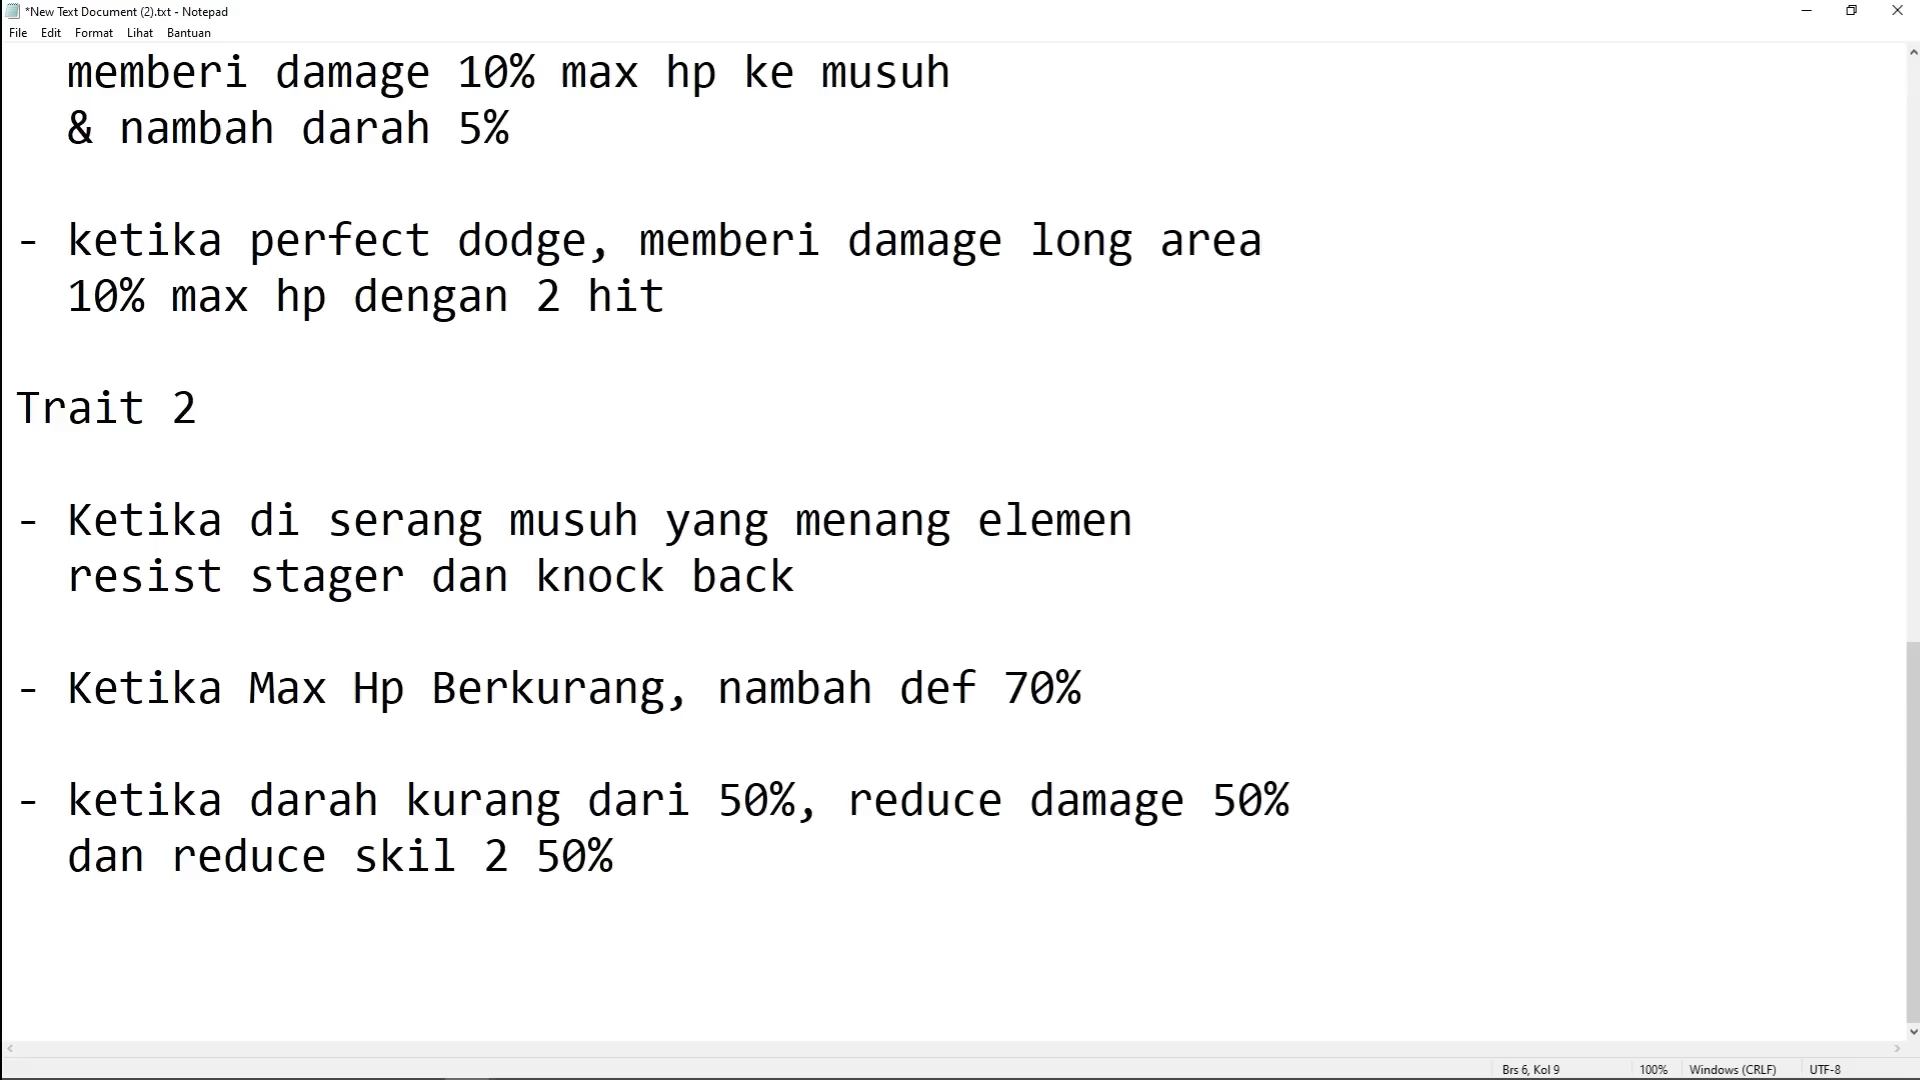 *New Text Document (2).txt - Notepad
File Edit Format Lihat Bantuan
memberi damage 10% max hp ke musuh
& nambah darah 5%
- ketika perfect dodge, memberi damage long area
10% max hp dengan 2 hit
Trait 2
- Ketika di serang musuh yang menang elemen
resist stager dan knock back
- Ketika Max Hp Berkurang, nambah def 70%
- ketika darah kurang dari 50%, reduce damage 50%
dan reduce skil 2 50%
Brs 6, Kol 9 100% Windows (CRLF) UTF-8